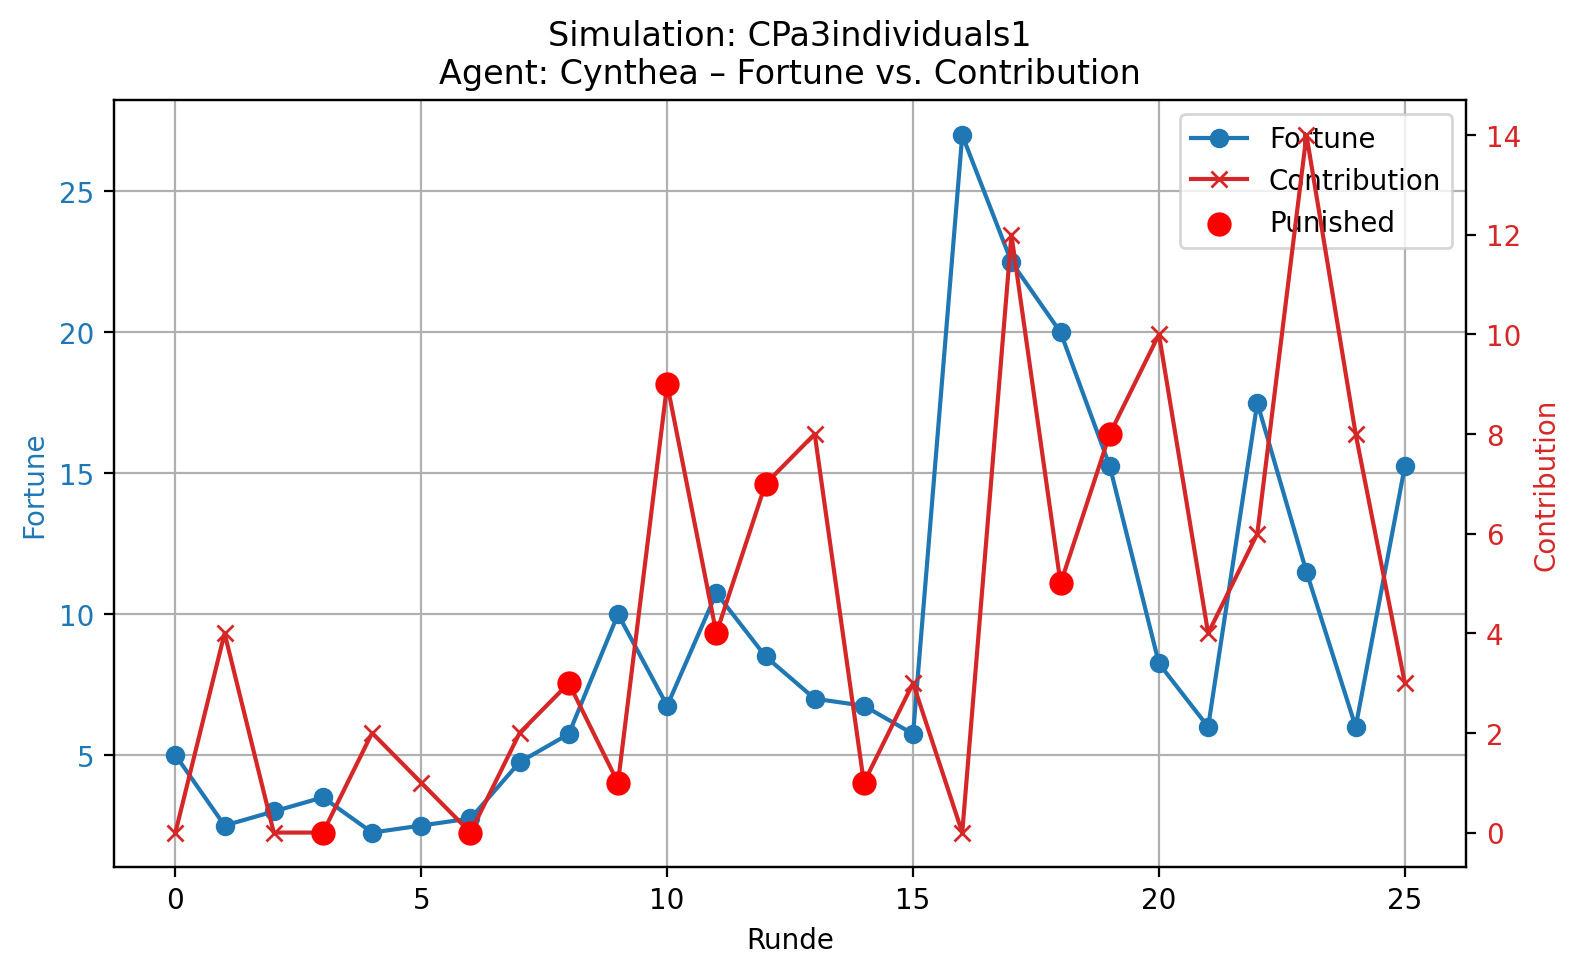 Simulation: CPa3individuals1
Agent: Cynthea – Fortune vs. Contribution
Fortune
Contribution
Punished
25
20
15
10
5
Fortune
14
12
10
8
6
4
2
0
Contribution
0 5 10 15 20 25
Runde